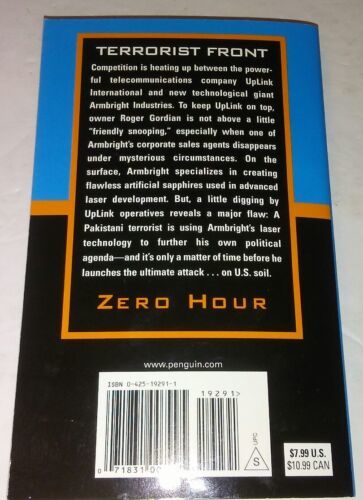 TERRORIST FRONT
Competition is heating up between the power-
ful telecommunications company UpLink
International and new technological giant
Armbright Industries. To keep UpLink on top,
owner Roger Gordian is not above a little
"friendly snooping," especially when one of
Armbright's corporate sales agents disappears
under mysterious circumstances. On the
surface, Armbright specializes in creating
flawless artificial sapphires used in advanced
laser development. But, a little digging by
UpLink operatives reveals a major flaw: A
Pakistani terrorist is using Armbright's laser
technology to further his own political
agenda—and it's only a matter of time before he
launches the ultimate attack . . . on U.S. soil.
ZERO HOUR
www.penguin.com
ISBN 0-425-19291-1
19291>
UPC
S
0 71831 00
$7.99 U.S.
$10.99 CAN